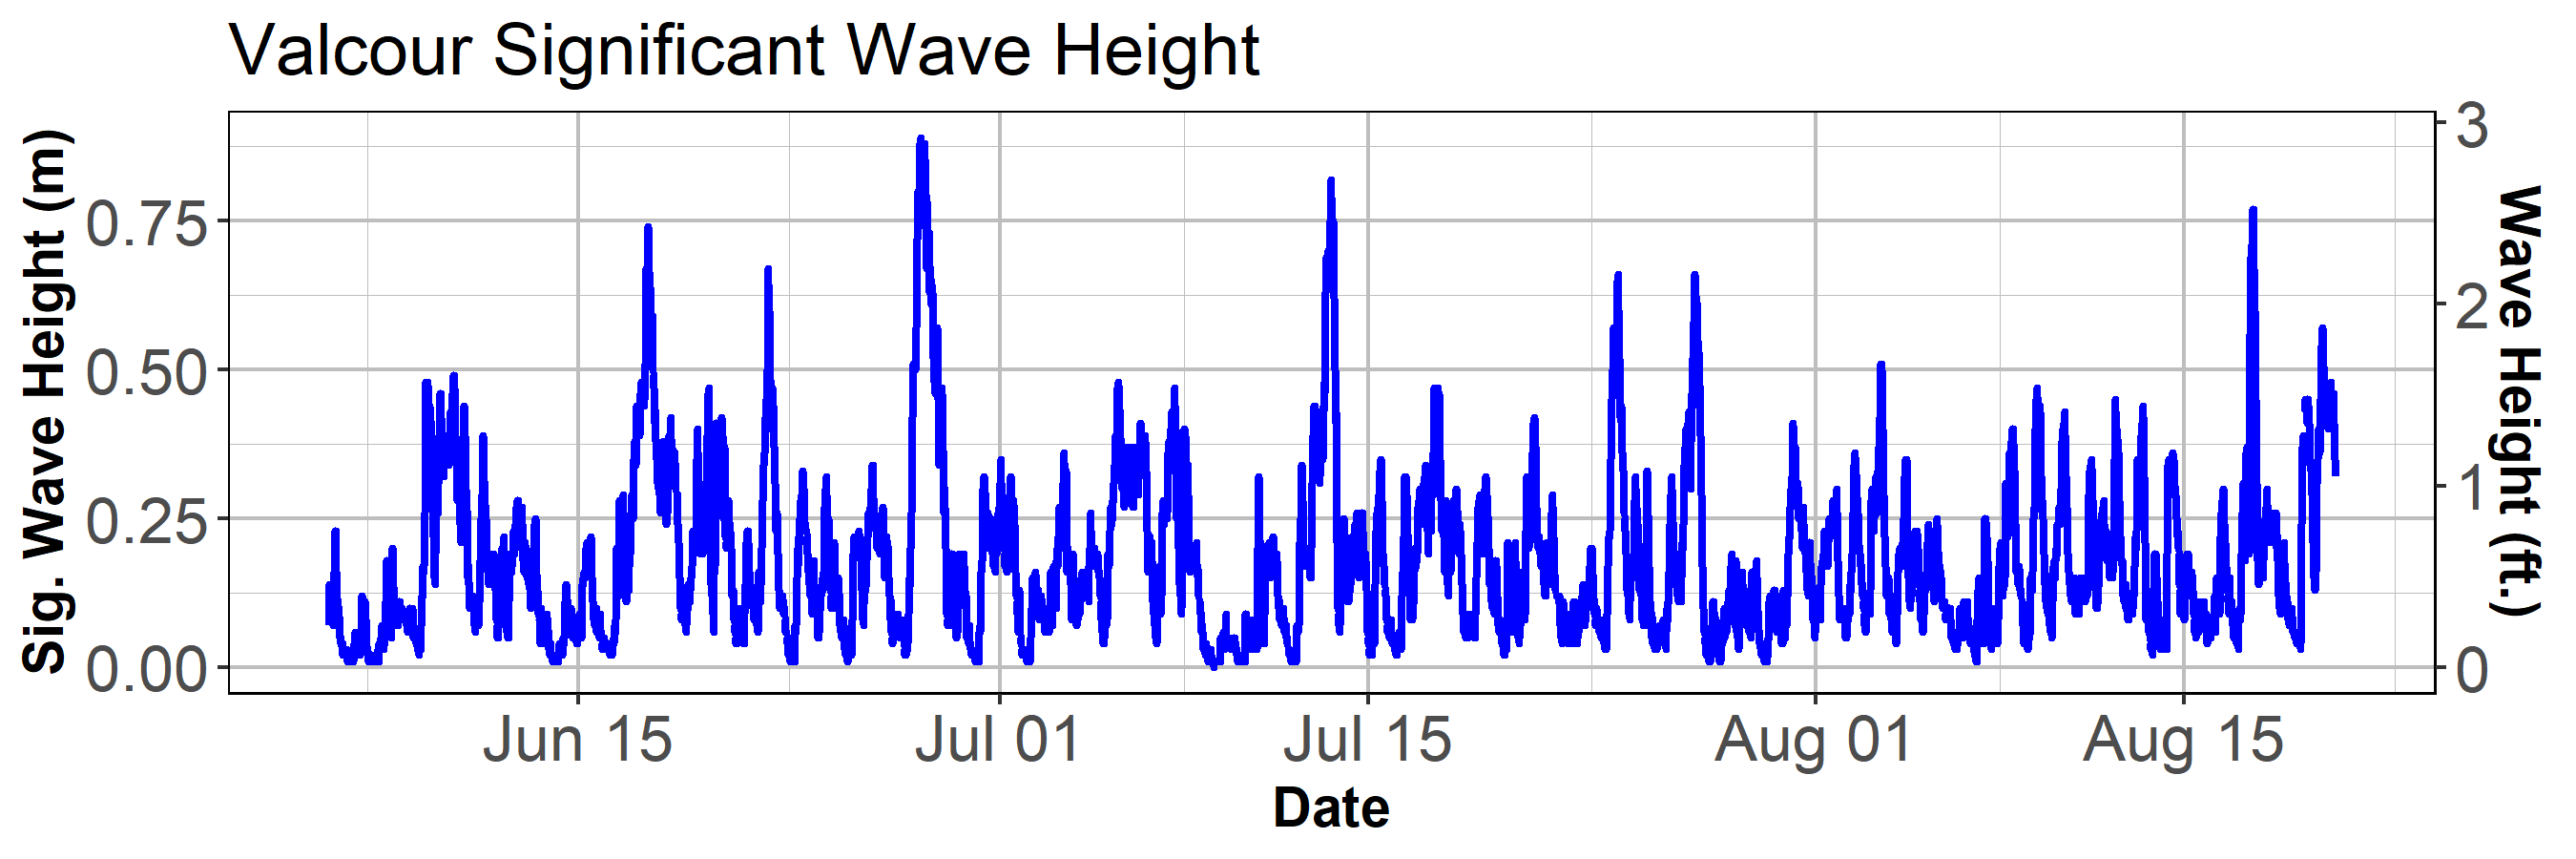 Valcour Significant Wave Height
Sig. Wave Height (m)
0.75
0.50
0.25
0.00
3
2
1
0
Wave Height (ft.)
Jun 15
Jul 01
Jul 15
Aug 01
Aug 15
Date